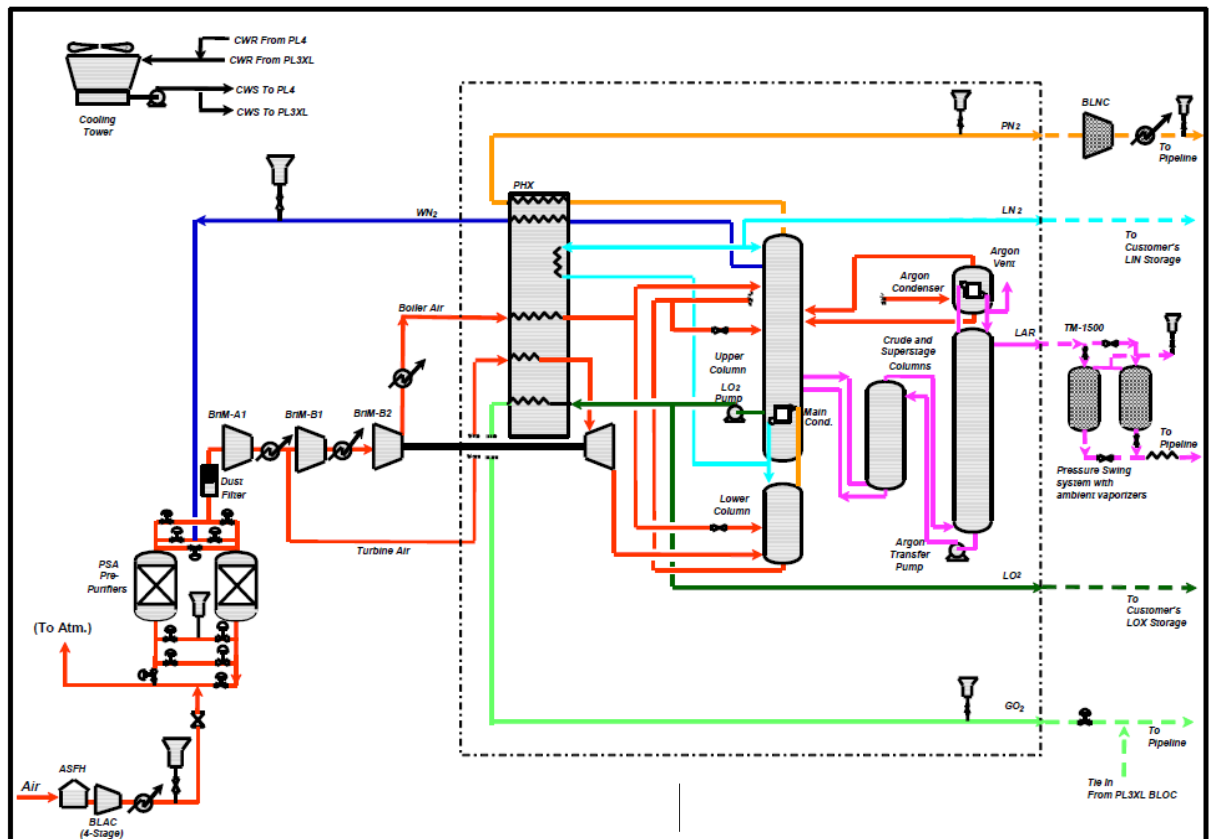 CWR From PL4
CWR From PL3XL
CWS To PL4
CWS To PL3XL
Cooling
Tower
PN2
BLNC
To
Pipeline
PHX
WN2
LN2
To
Customer's
LIN Storage
Argon
Vent
Argon
Condenser
Boiler Air
LAR
TM-1500
Crude and
Superstage
Columns
Upper
Column
LO2
Pump
Main
Cond.
BriM-A1
BriM-B1
BriM-B2
Dust
Filter
To
Pipeline
Pressure Swing
system with
ambient vaporizers
Lower
Column
Turbine Air
Argon
Transfer
Pump
PSA
Pre-
Purifiers
LO2
To
Customer's
LOX Storage
(To Atm.)
GO2
To
Pipeline
Tie In
From PL3XL BLOC
ASFH
Air
BLAC
(4-Stage)